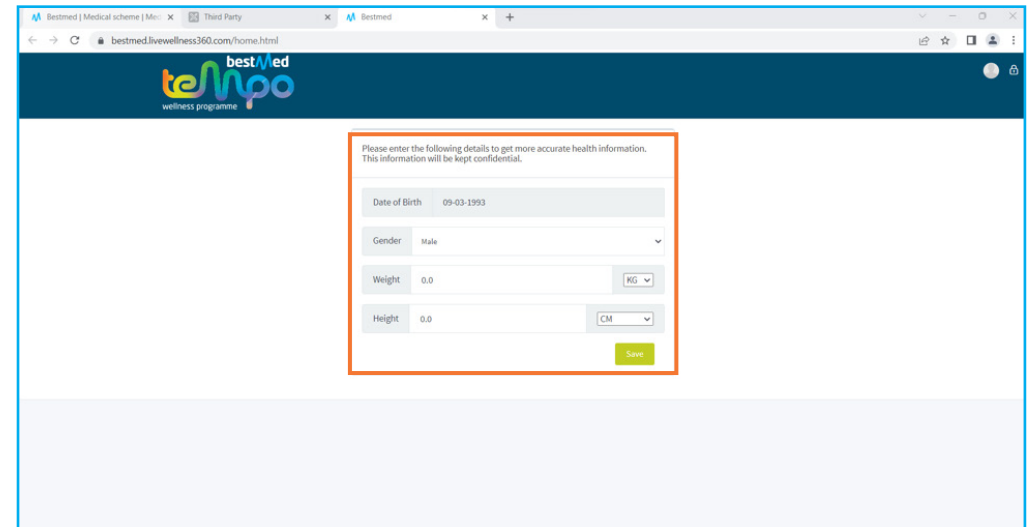 Bestmed | Medical scheme | Med
Third Party
Bestmed
bestmed.livewellness360.com/home.html
bestMed
tempo
wellness programme
Please enter the following details to get more accurate health information.
This information will be kept confidential.
Date of Birth 09-03-1993
Gender Male
Weight 0.0 KG
Height 0.0 CM
Save